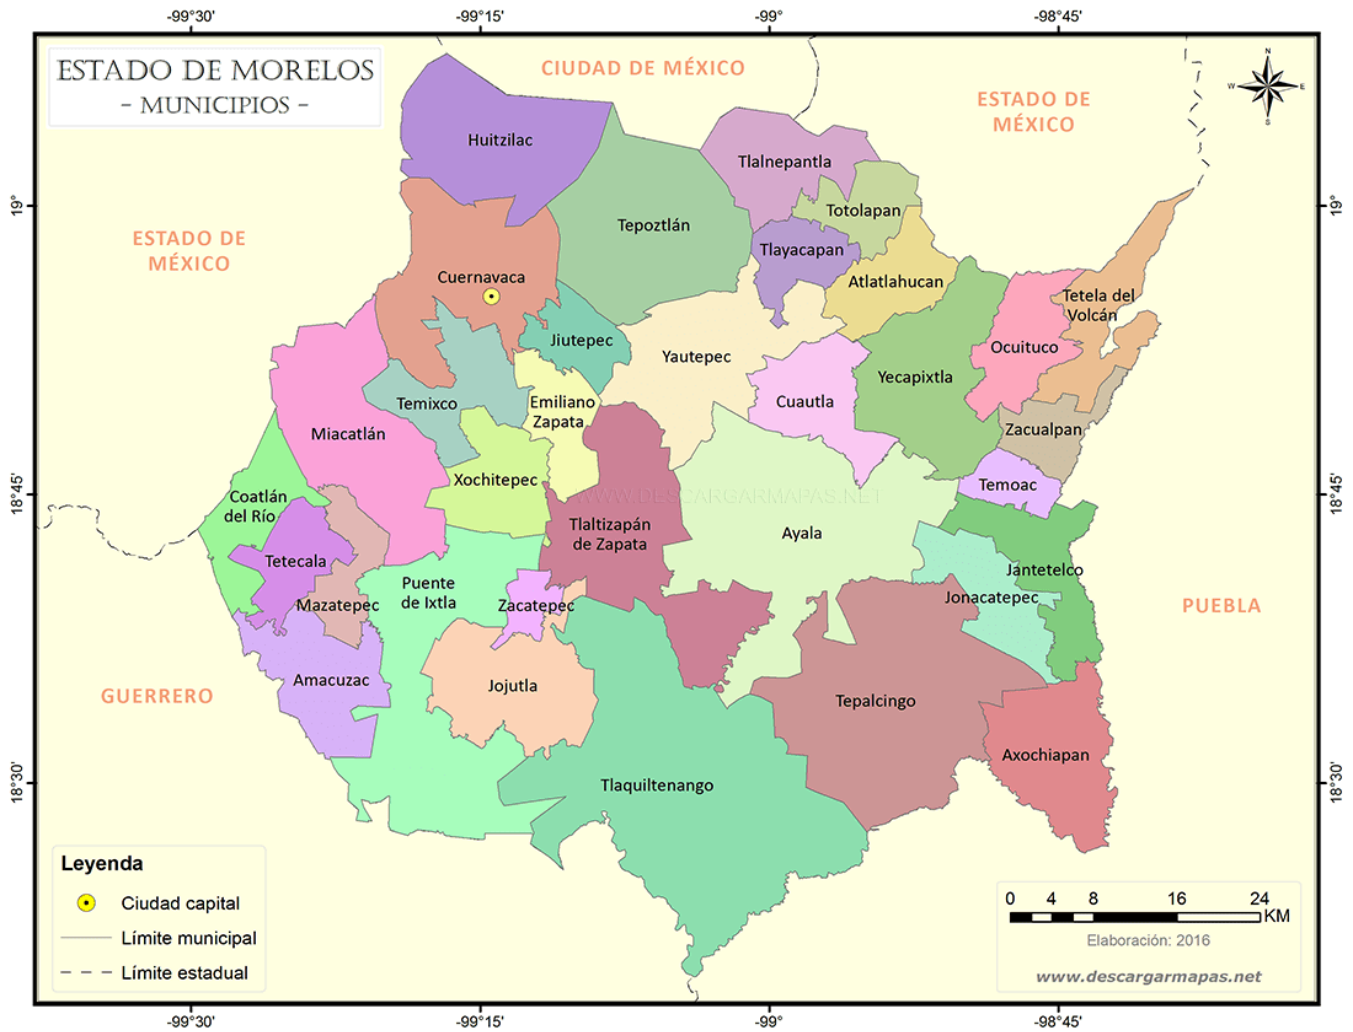 -99°30'
-99°15'
-99°
-98°45'
ESTADO DE MORELOS
- MUNICIPIOS -
CIUDAD DE MÉXICO
ESTADO DE
MÉXICO
N
W
E
S
Huitzilac
Tlalnepantla
19°
19°
Totolapan
Tepoztlán
ESTADO DE
MÉXICO
Tlayacapan
Cuernavaca
Atlatlahucan
Tetela del
Volcán
Jiutepec
Yautepec
Ocuituco
Yecapixtla
Temixco
Emiliano
Zapata
Cuautla
Miacatlán
Zacualpan
Xochitepec
Temoac
18°45'
18°45'
WWW.DESCARGARMAPAS.NET
Coatlán
del Río
Tlaltizapán
de Zapata
Ayala
Tetecala
Jantetelco
Puente
de Ixtla
Mazatepec
Zacatepec
Jonacatepec
PUEBLA
Amacuzac
GUERRERO
Jojutla
Tepalcingo
Axochiapan
18°30'
18°30'
Tlaquiltenango
Leyenda
Ciudad capital
Límite municipal
Límite estadual
0 4 8 16 24
KM
Elaboración: 2016
www.descargarmapas.net
-99°30'
-99°15'
-99°
-98°45'